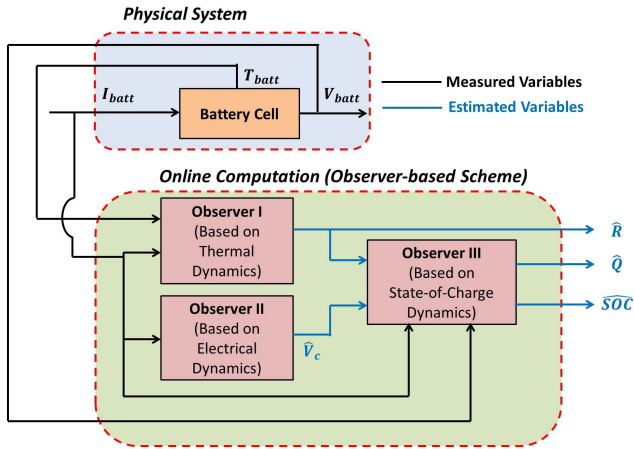 Physical System
T_batt
I_batt
V_batt
Battery Cell
Measured Variables
Estimated Variables
Online Computation (Observer-based Scheme)
Observer I
(Based on
Thermal
Dynamics)
R̂
Observer III
(Based on
State-of-Charge
Dynamics)
Q̂
Observer II
(Based on
Electrical
Dynamics)
V̂_c
SOĈ